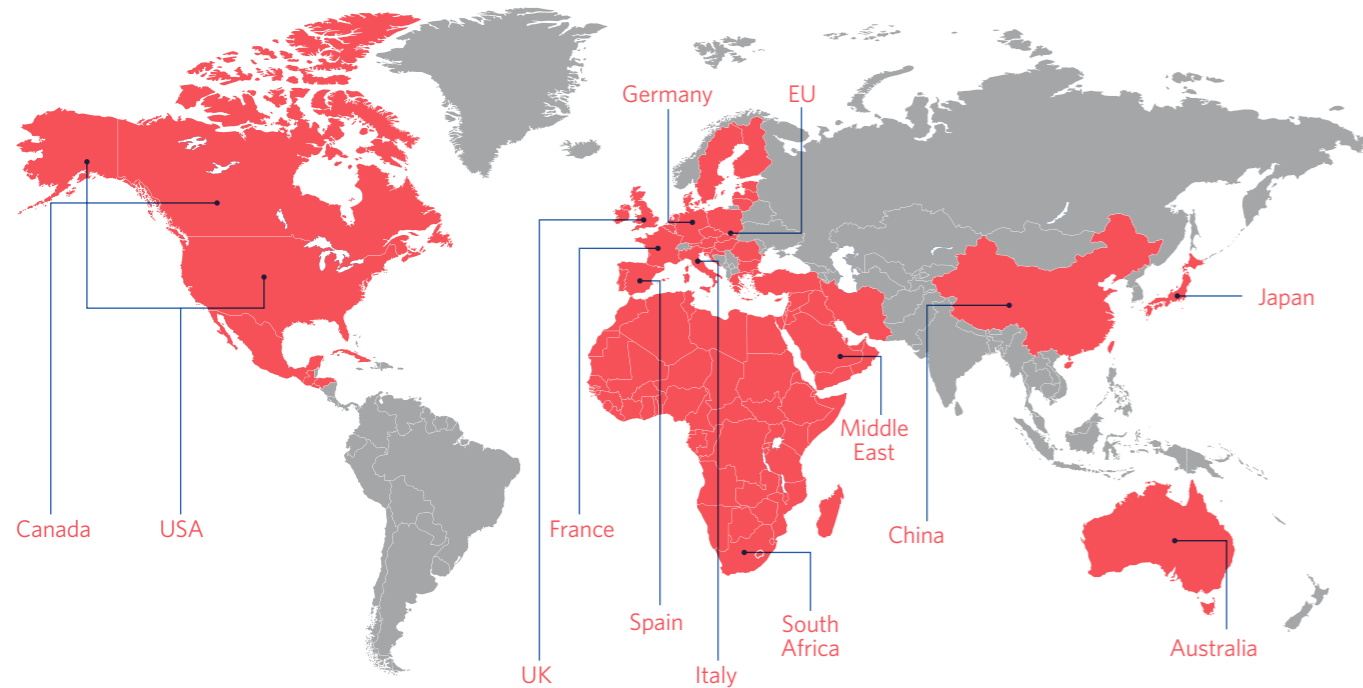 Germany
EU
Japan
Middle
East
Canada
USA
France
China
Spain
South
Africa
UK
Italy
Australia